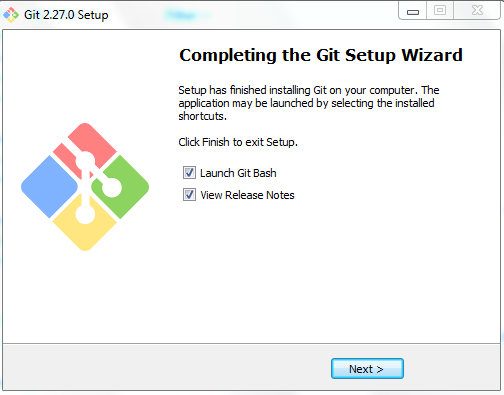 Git 2.27.0 Setup
Completing the Git Setup Wizard
Setup has finished installing Git on your computer. The
application may be launched by selecting the installed
shortcuts.
Click Finish to exit Setup.
Launch Git Bash
View Release Notes
Next >